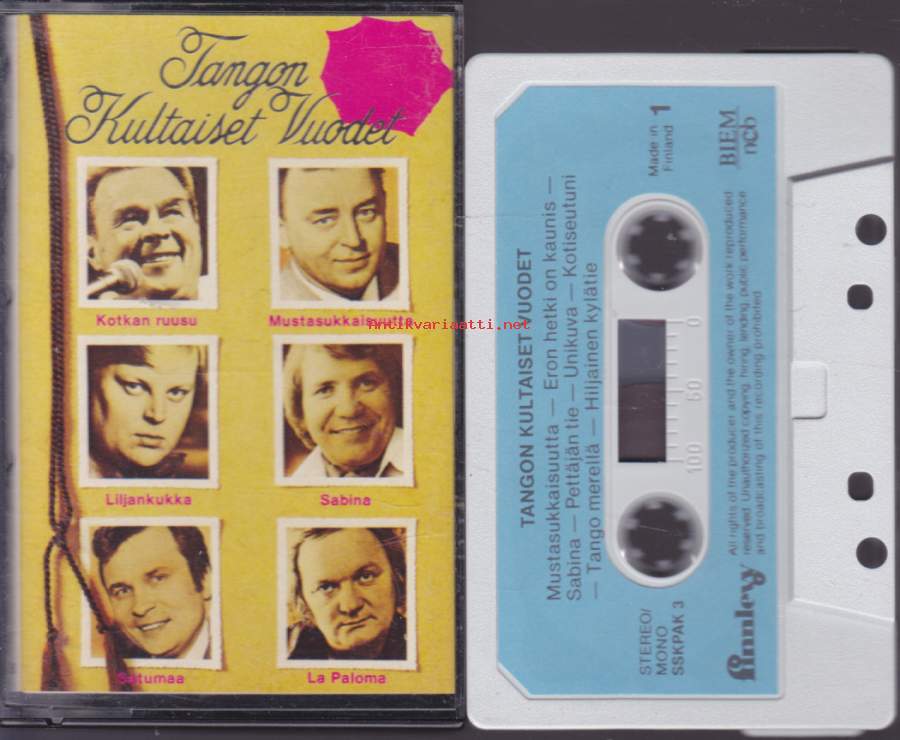 Tangon
Kultaiset Vuodet
Kotkan ruusu
Mustasukkaisuutta
antikvariaatti.net
Liljankukka
Sabina
Satumaa
La Paloma
TANGON KULTAISET VUODET
Mustasukkaisuutta — Eron hetki on kaunis —
Sabina — Pettäjän tie — Unikuva — Kotiseutuni
— Tango merellä — Hiljainen kylätie
STEREO/
MONO
SSKPAK 3
0
50
100
Made in
Finland
1
BIEM
ncb
finnlevy
All rights of the producer and the owner of the work reproduced
reserved. Unauthorized copying, hiring, lending, public performance
and broadcasting of this recording prohibited